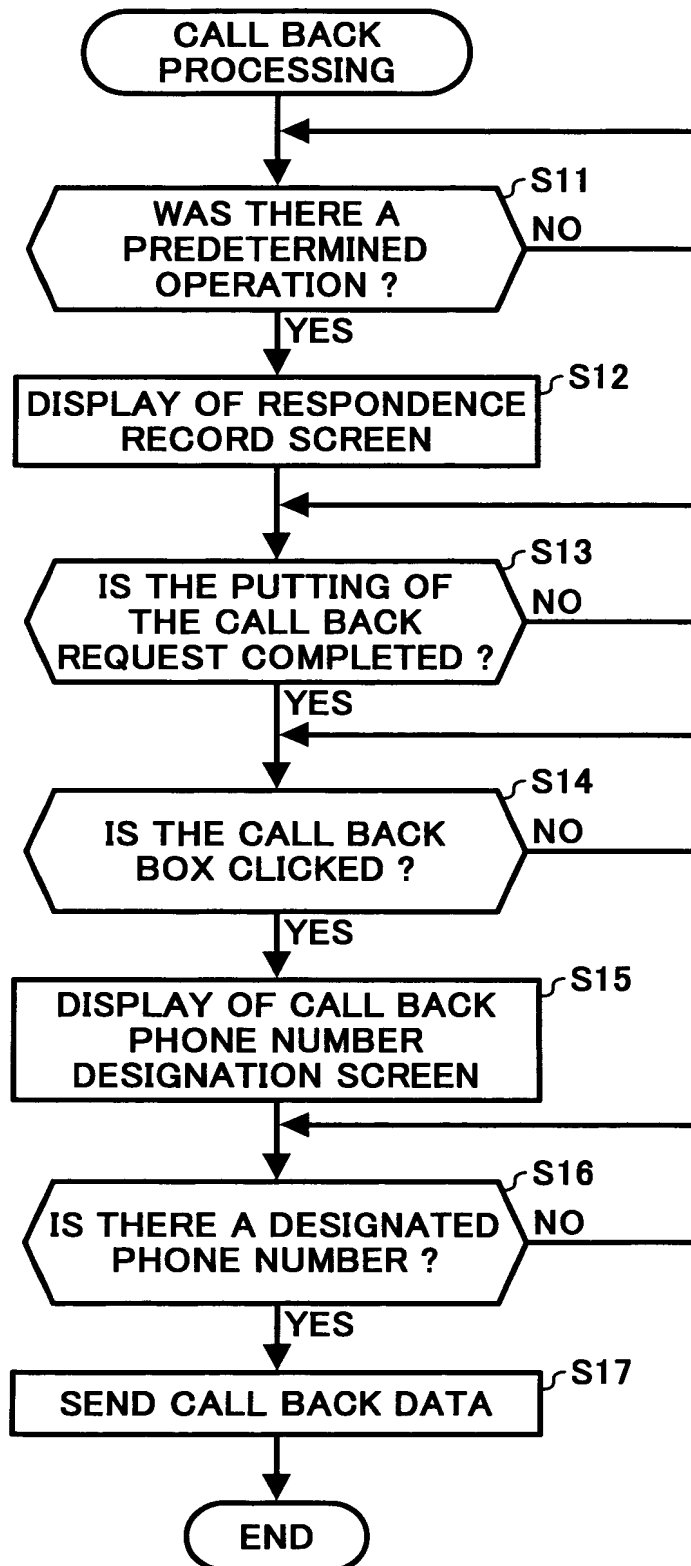 CALL BACK
PROCESSING
S11
WAS THERE A
PREDETERMINED
OPERATION ?
NO
YES
S12
DISPLAY OF RESPONDENCE
RECORD SCREEN
S13
IS THE PUTTING OF
THE CALL BACK
REQUEST COMPLETED ?
NO
YES
S14
IS THE CALL BACK
BOX CLICKED ?
NO
YES
S15
DISPLAY OF CALL BACK
PHONE NUMBER
DESIGNATION SCREEN
S16
IS THERE A DESIGNATED
PHONE NUMBER ?
NO
YES
S17
SEND CALL BACK DATA
END